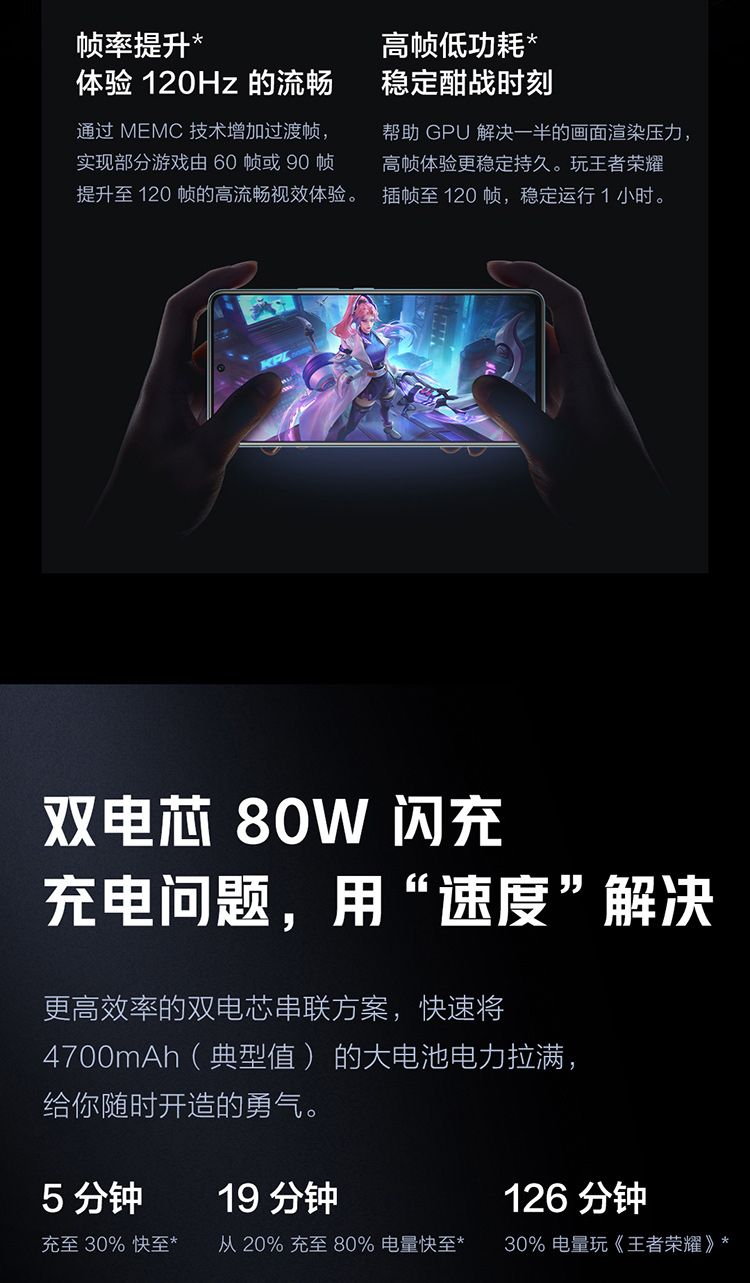 帧率提升*
体验 120Hz 的流畅
通过 MEMC 技术增加过渡帧，
实现部分游戏由 60 帧或 90 帧
提升至 120 帧的高流畅视效体验。
高帧低功耗*
稳定酣战时刻
帮助 GPU 解决一半的画面渲染压力，
高帧体验更稳定持久。玩王者荣耀
插帧至 120 帧，稳定运行 1 小时。
KPL
双电芯 80W 闪充
充电问题，用“速度”解决
更高效率的双电芯串联方案，快速将
4700mAh（典型值）的大电池电力拉满，
给你随时开造的勇气。
5 分钟
充至 30% 快至*
19 分钟
从 20% 充至 80% 电量快至*
126 分钟
30% 电量玩《王者荣耀》*